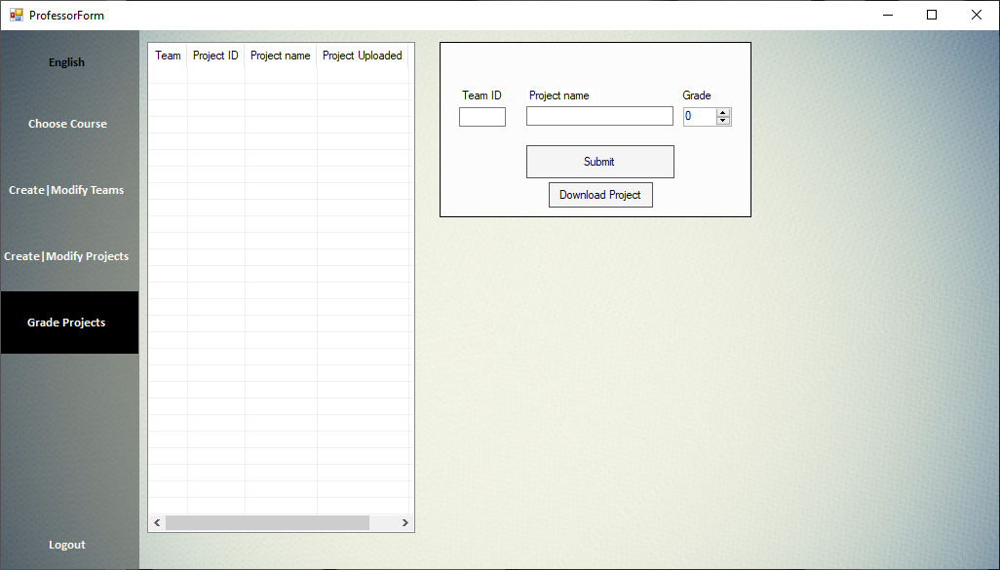 ProfessorForm
English
Choose Course
Create|Modify Teams
Create|Modify Projects
Grade Projects
Logout
Team Project ID Project name Project Uploaded
Team ID Project name Grade
0
Submit
Download Project